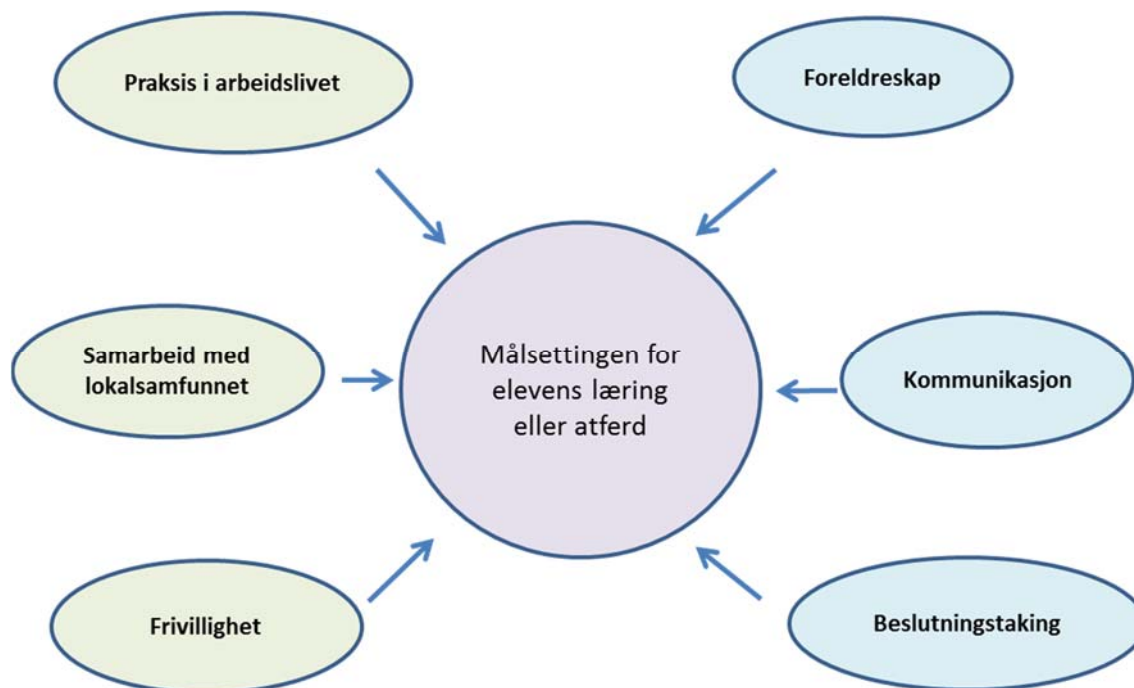 Praksis i arbeidslivet
Foreldreskap
Samarbeid med
lokalsamfunnet
Målsettingen for
elevens læring
eller atferd
Kommunikasjon
Frivillighet
Beslutningstaking